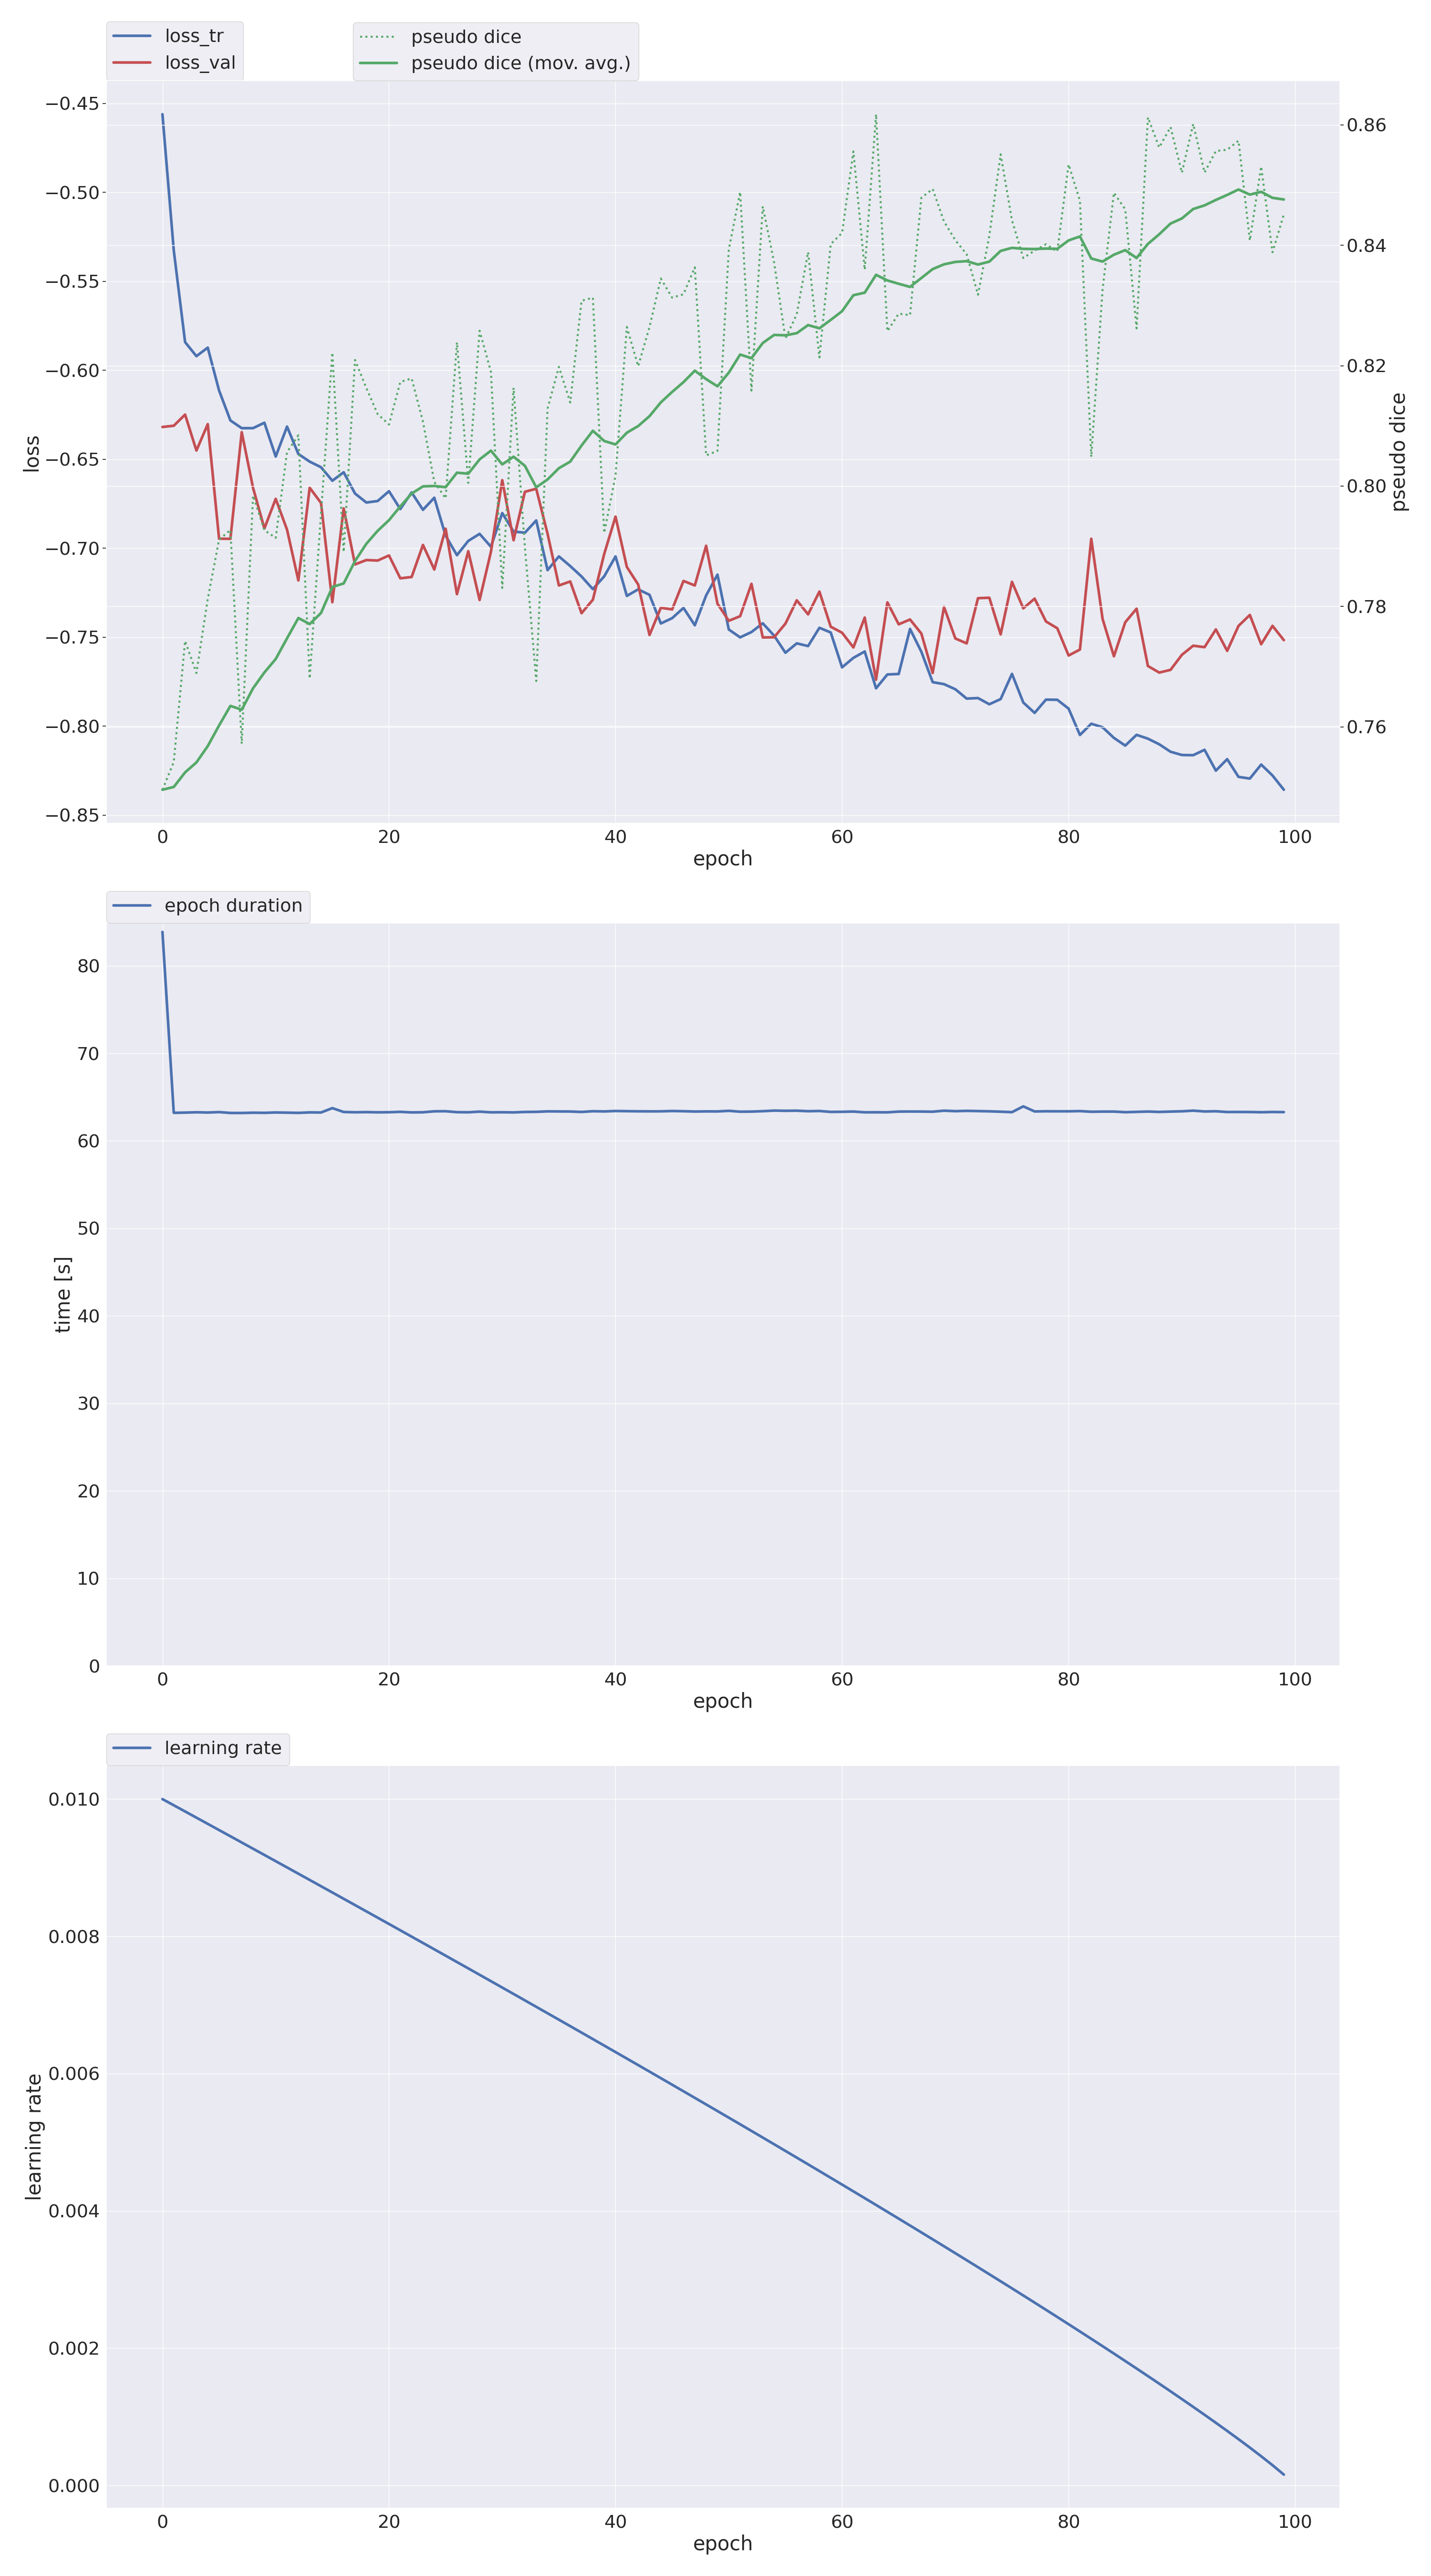 loss_tr
loss_val
pseudo dice
pseudo dice (mov. avg.)
−0.45
−0.50
−0.55
−0.60
−0.65
−0.70
−0.75
−0.80
−0.85
loss
0.86
0.84
0.82
0.80
0.78
0.76
pseudo dice
0 20 40 60 80 100
epoch
epoch duration
80
70
60
50
40
30
20
10
0
time [s]
0 20 40 60 80 100
epoch
learning rate
0.010
0.008
0.006
0.004
0.002
0.000
learning rate
0 20 40 60 80 100
epoch